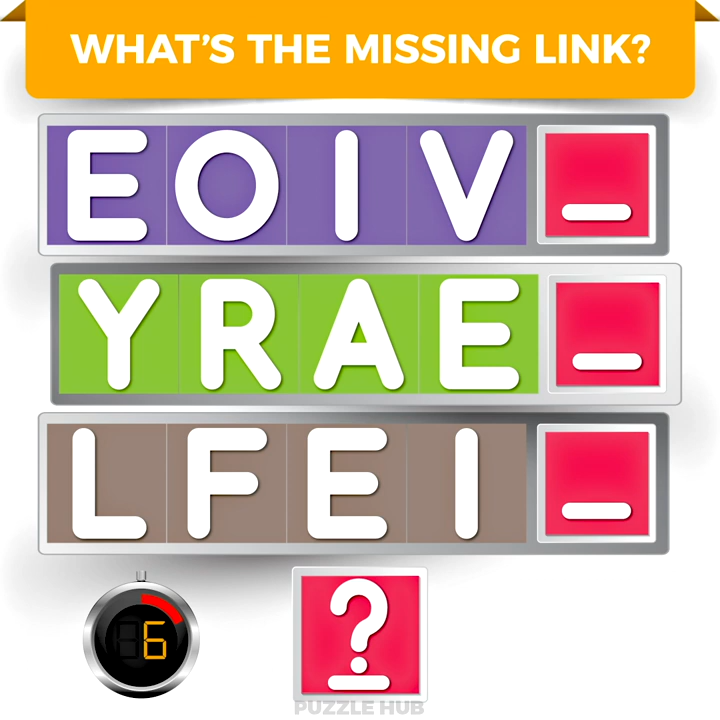 WHAT'S THE MISSING LINK?
EOIV_
YRAE_
LFEI_
6
?
PUZZLE HUB